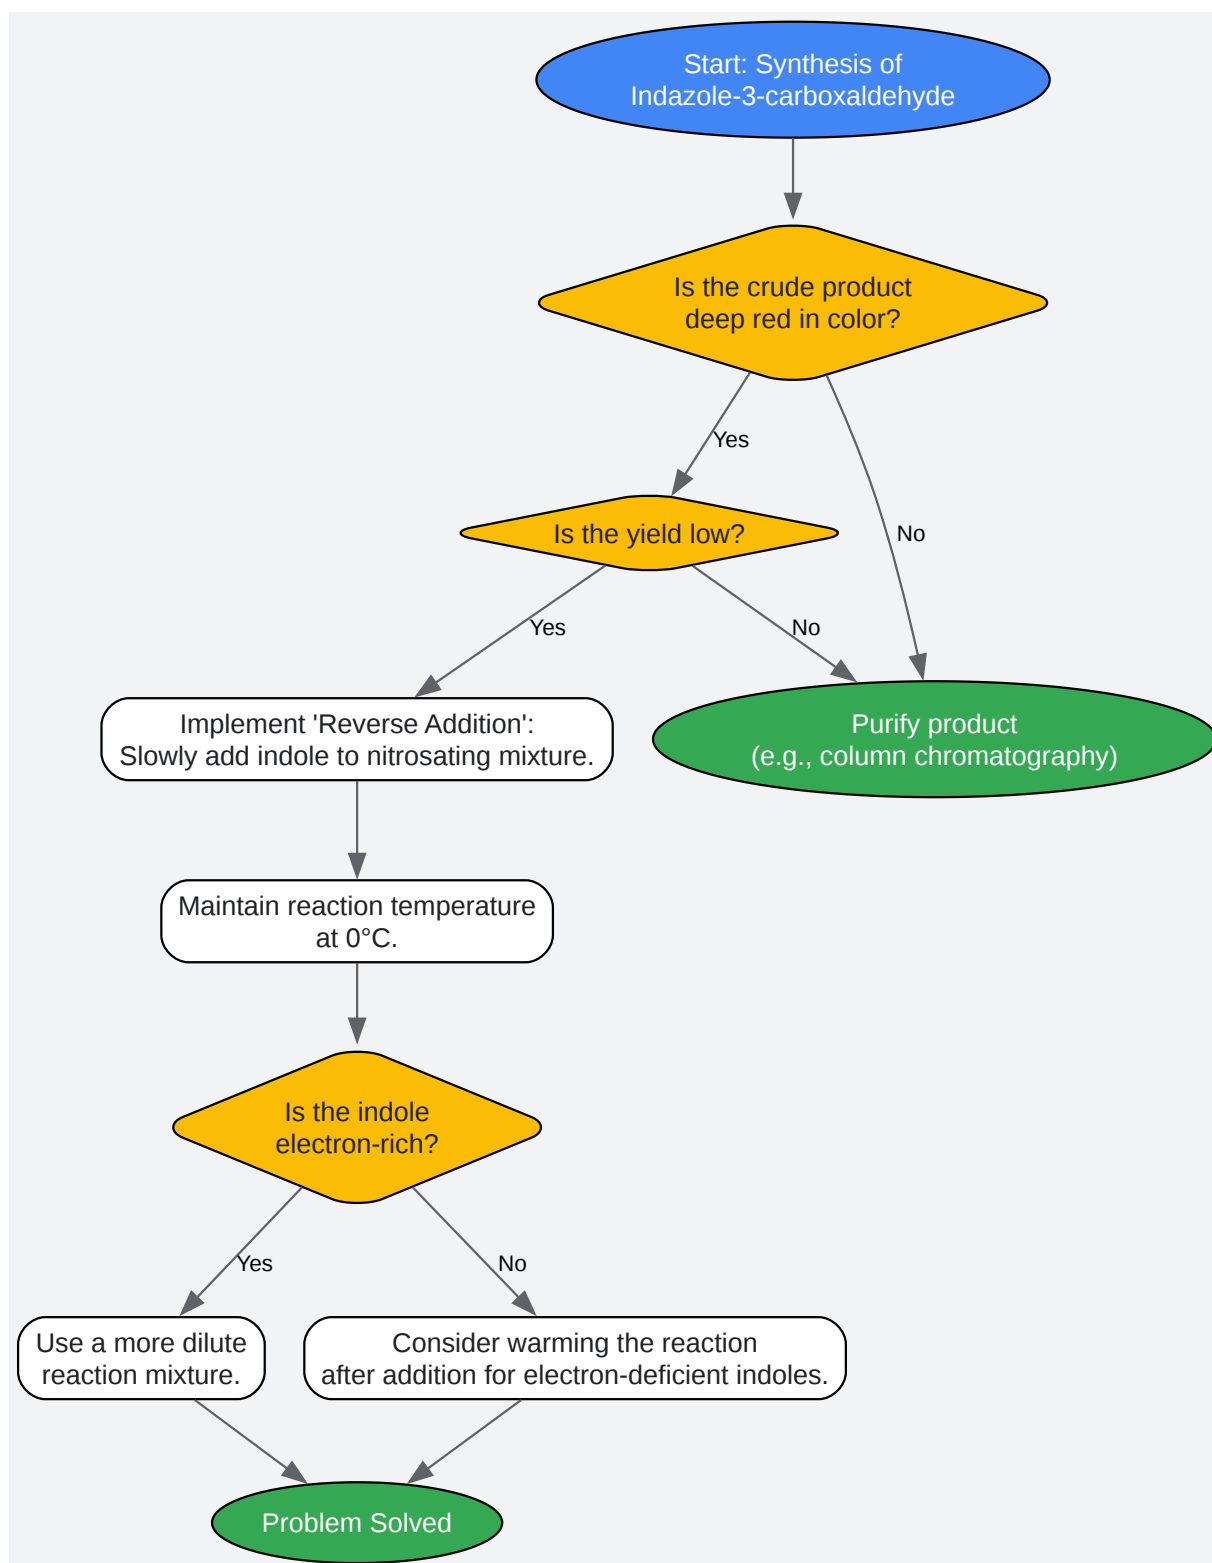 Start: Synthesis of
Indazole-3-carboxaldehyde
Is the crude product
deep red in color?
Yes
No
Is the yield low?
Yes
No
Implement 'Reverse Addition':
Slowly add indole to nitrosating mixture.
Purify product
(e.g., column chromatography)
Maintain reaction temperature
at 0°C.
Is the indole
electron-rich?
Yes
No
Use a more dilute
reaction mixture.
Consider warming the reaction
after addition for electron-deficient indoles.
Problem Solved